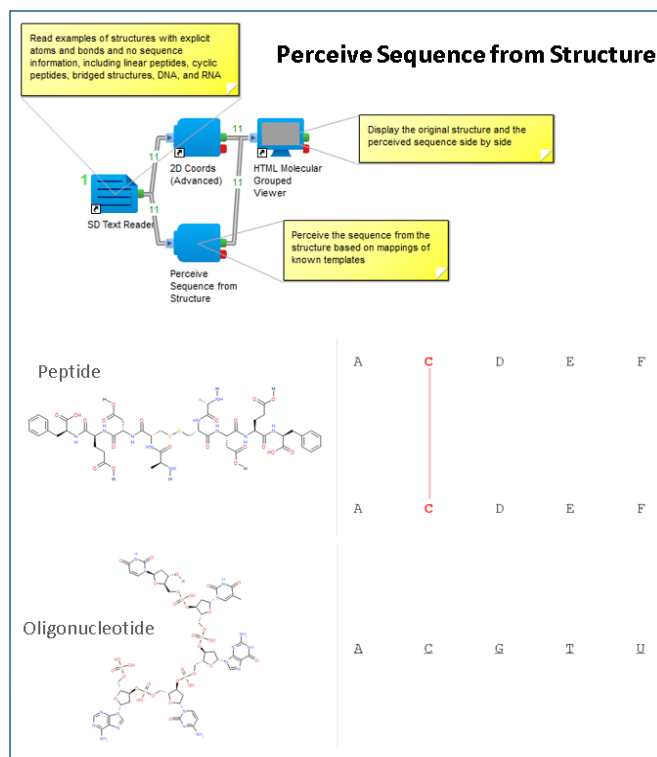 Read examples of structures with explicit
atoms and bonds and no sequence
information, including linear peptides, cyclic
peptides, bridged structures, DNA, and RNA
Perceive Sequence from Structure
11
11
Display the original structure and the
perceived sequence side by side
2D Coords
(Advanced)
HTML Molecular
Grouped
Viewer
1
11
11
SD Text Reader
Perceive the sequence from the
structure based on mappings of
known templates
Perceive
Sequence from
Structure
Peptide
A C D E F
A C D E F
Oligonucleotide
A C G T U